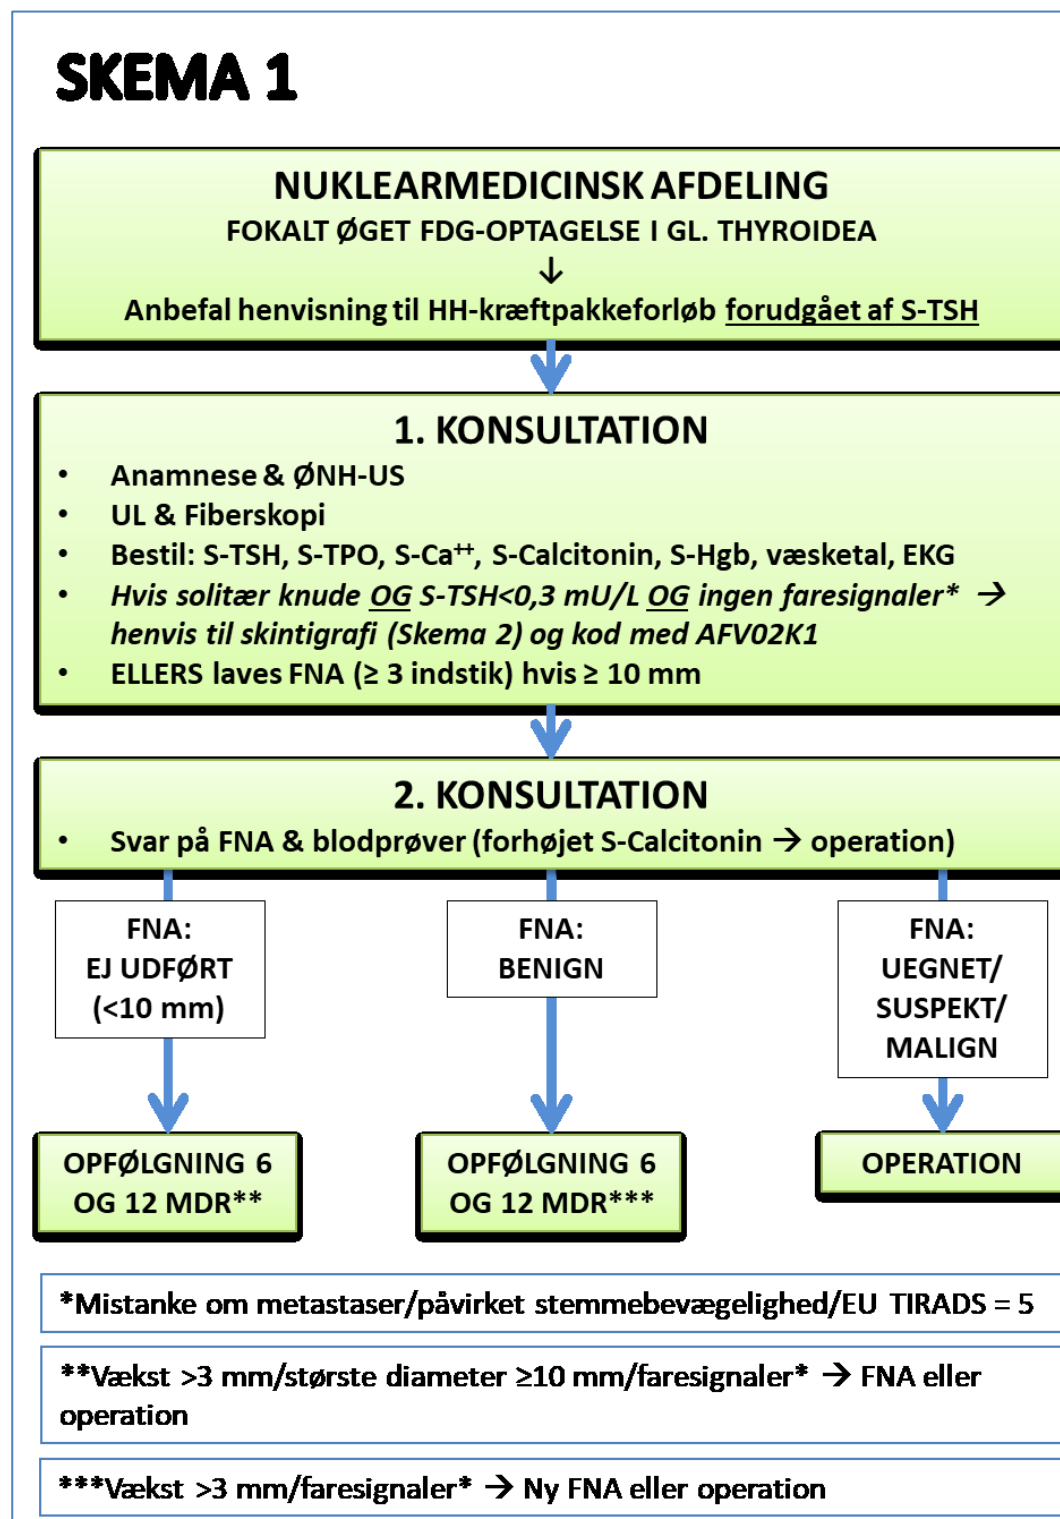 SKEMA 1
NUKLEARMEDICINSK AFDELING
FOKALT ØGET FDG-OPTAGELSE I GL. THYROIDEA
↓
Anbefal henvisning til HH-kræftpakkeforløb forudgået af S-TSH
1. KONSULTATION
• Anamnese & ØNH-US
• UL & Fiberskopi
• Bestil: S-TSH, S-TPO, S-Ca⁺⁺, S-Calcitonin, S-Hgb, væsketal, EKG
• Hvis solitær knude OG S-TSH<0,3 mU/L OG ingen faresignaler* →
henvis til skintigrafi (Skema 2) og kod med AFV02K1
• ELLERS laves FNA (≥ 3 indstik) hvis ≥ 10 mm
2. KONSULTATION
• Svar på FNA & blodprøver (forhøjet S-Calcitonin → operation)
FNA:
EJ UDFØRT
(<10 mm)
FNA:
BENIGN
FNA:
UEGNET/
SUSPEKT/
MALIGN
OPFØLGNING 6
OG 12 MDR**
OPFØLGNING 6
OG 12 MDR***
OPERATION
*Mistanke om metastaser/påvirket stemmebevægelighed/EU TIRADS = 5
**Vækst >3 mm/største diameter ≥10 mm/faresignaler* → FNA eller
operation
***Vækst >3 mm/faresignaler* → Ny FNA eller operation